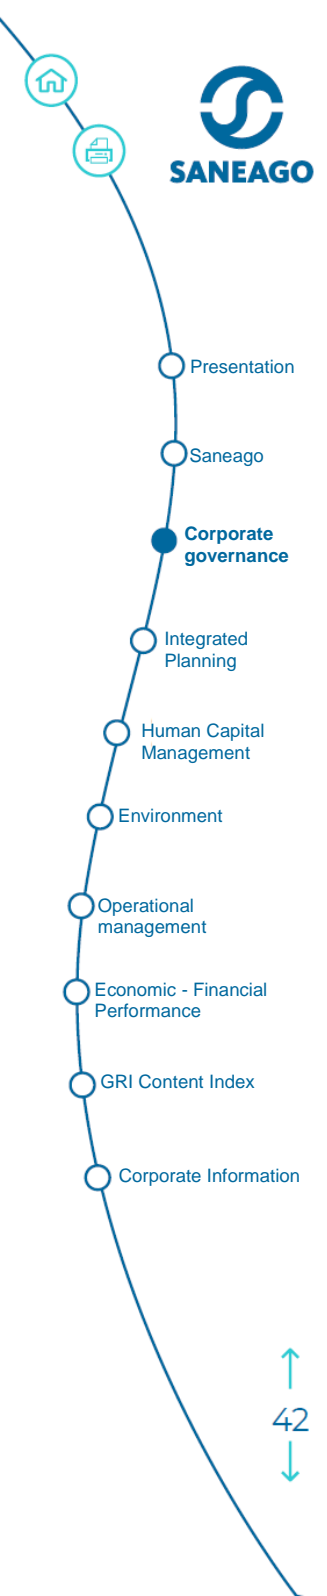 SANEAGO
Presentation
Saneago
Corporate
governance
Integrated
Planning
Human Capital
Management
Environment
Operational
management
Economic - Financial
Performance
GRI Content Index
Corporate Information
42